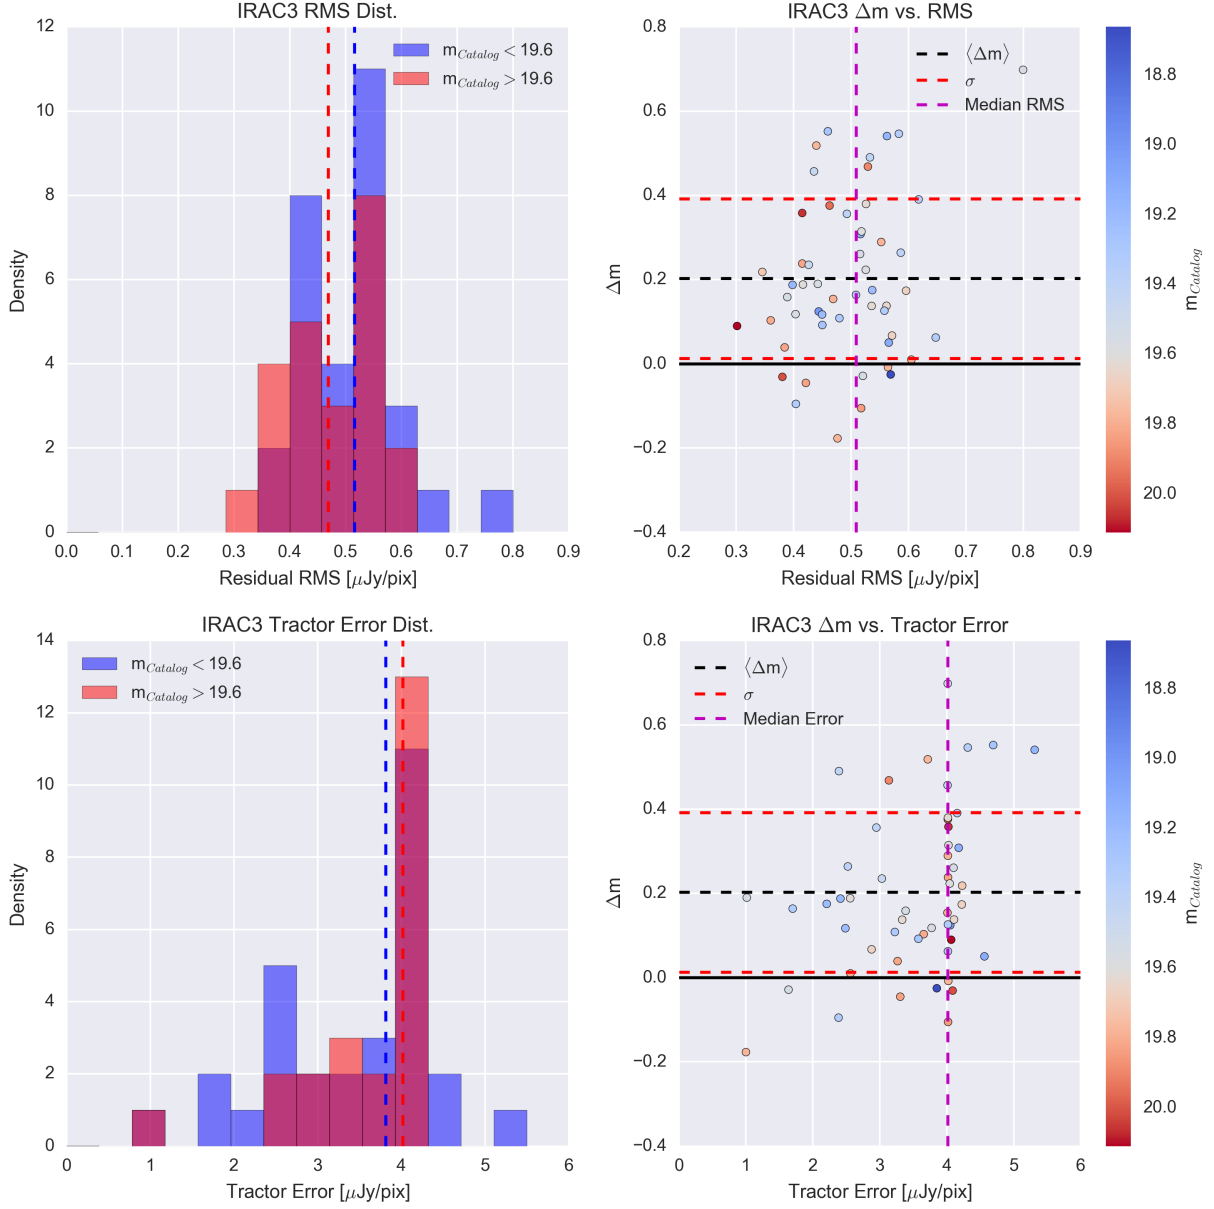 IRAC3 RMS Dist.
12
10
8
6
4
2
0
Density
m_Catalog < 19.6
m_Catalog > 19.6
0.0 0.1 0.2 0.3 0.4 0.5 0.6 0.7 0.8 0.9
Residual RMS [μJy/pix]
IRAC3 Δm vs. RMS
0.8
0.6
0.4
0.2
0.0
−0.2
−0.4
Δm
⟨Δm⟩
σ
Median RMS
0.2 0.3 0.4 0.5 0.6 0.7 0.8 0.9
Residual RMS [μJy/pix]
18.8
19.0
19.2
19.4
19.6
19.8
20.0
m_Catalog
IRAC3 Tractor Error Dist.
14
12
10
8
6
4
2
0
Density
m_Catalog < 19.6
m_Catalog > 19.6
0 1 2 3 4 5 6
Tractor Error [μJy/pix]
IRAC3 Δm vs. Tractor Error
0.8
0.6
0.4
0.2
0.0
−0.2
−0.4
Δm
⟨Δm⟩
σ
Median Error
0 1 2 3 4 5 6
Tractor Error [μJy/pix]
18.8
19.0
19.2
19.4
19.6
19.8
20.0
m_Catalog